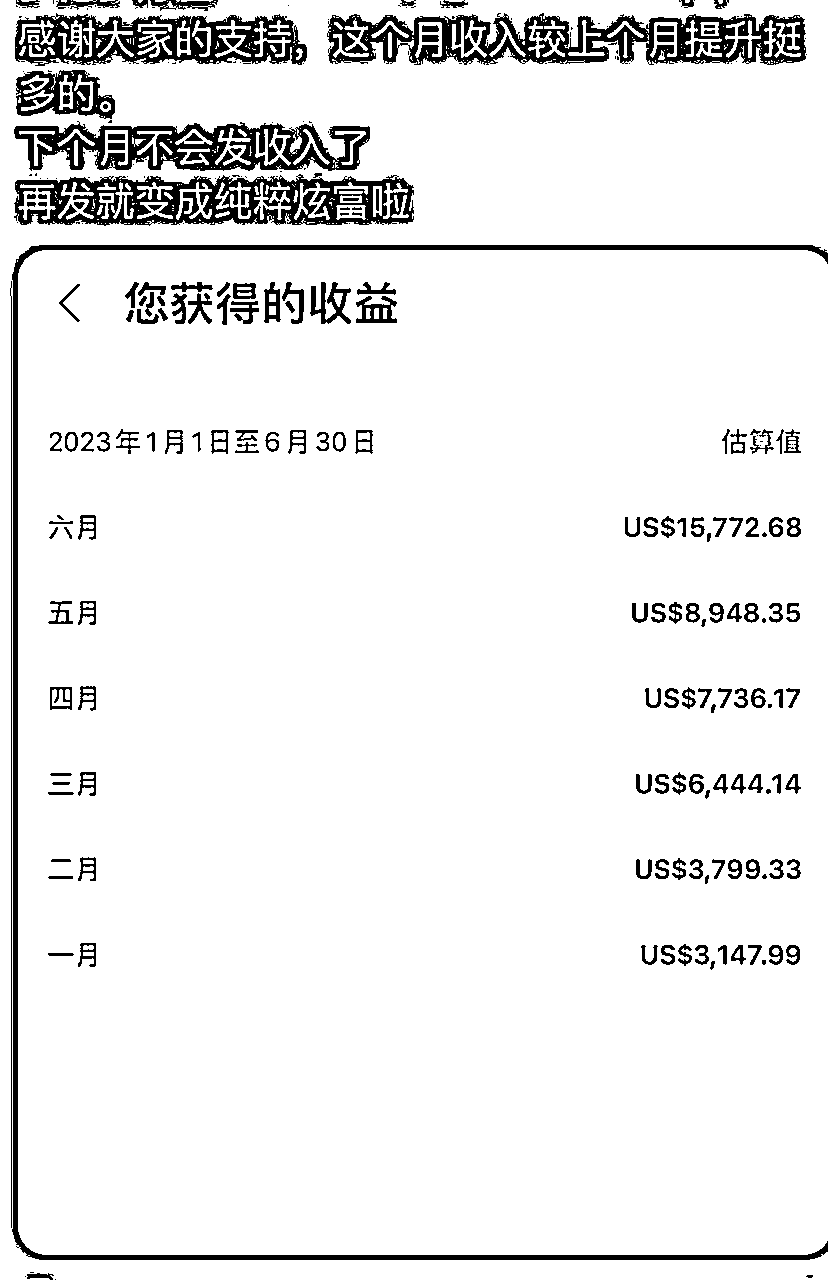 感谢大家的支持，这个月收入较上个月提升挺
多的。
下个月不会发收入了
再发就变成纯粹炫富啦
您获得的收益
2023年1月1日至6月30日 估算值
六月 US$15,772.68
五月 US$8,948.35
四月 US$7,736.17
三月 US$6,444.14
二月 US$3,799.33
一月 US$3,147.99